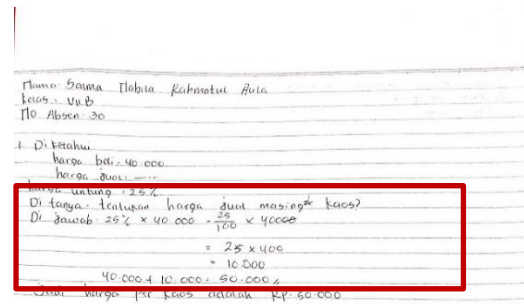 Nama : Salma Nabila Rahmatul Aula
Kelas : VII.B
No Absen : 30
1. Diketahui
harga beli : 40.000
harga jual : ....
harga untung : 25%
Di tanya : tentukan harga jual masing² kaos?
Di jawab : 25% × 40.000 = 25/100 × 40000
= 25 × 400
= 10.000
40.000 + 10.000 = 50.000,
Jadi harga per kaos adalah Rp. 50.000